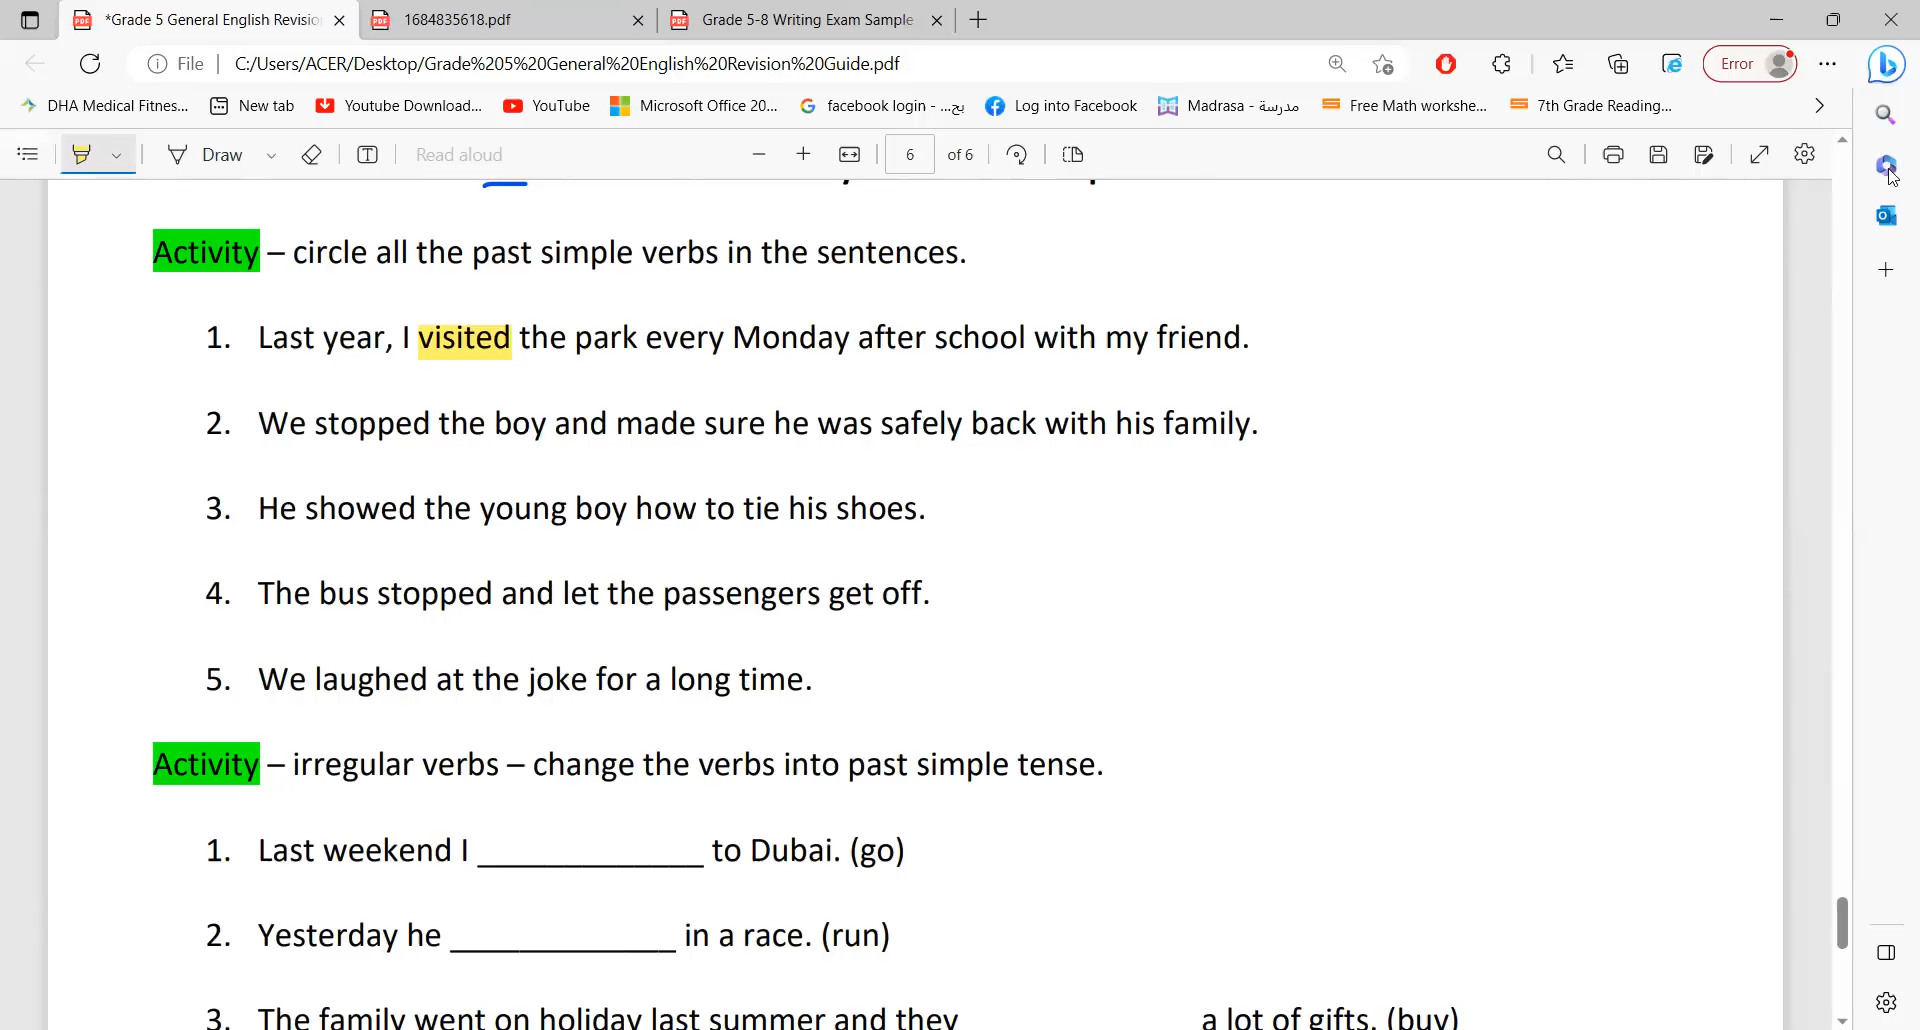 *Grade 5 General English Revisio
1684835618.pdf
Grade 5-8 Writing Exam Sample
File
C:/Users/ACER/Desktop/Grade%205%20General%20English%20Revision%20Guide.pdf
Error
DHA Medical Fitnes...
New tab
Youtube Download...
YouTube
Microsoft Office 20...
facebook login - ...بح
Log into Facebook
Madrasa - مدرسة
Free Math workshe...
7th Grade Reading...
Draw
Read aloud
6 of 6
Activity – circle all the past simple verbs in the sentences.
1. Last year, I visited the park every Monday after school with my friend.
2. We stopped the boy and made sure he was safely back with his family.
3. He showed the young boy how to tie his shoes.
4. The bus stopped and let the passengers get off.
5. We laughed at the joke for a long time.
Activity – irregular verbs – change the verbs into past simple tense.
1. Last weekend I _____________ to Dubai. (go)
2. Yesterday he _____________ in a race. (run)
3. The family went on holiday last summer and they _____________ a lot of gifts. (buy)